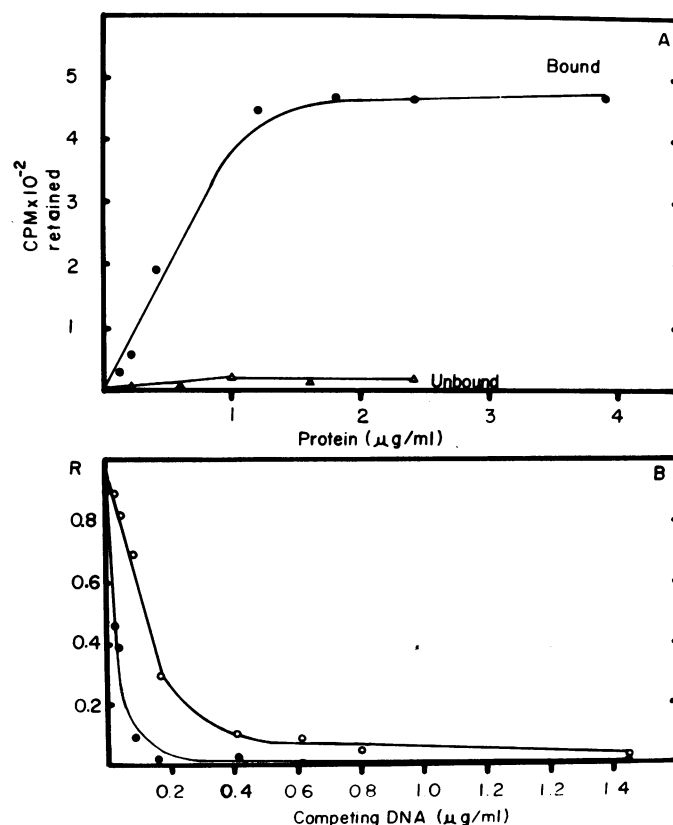 A
Bound
5
4
3
2
1
CPM x 10⁻²
retained
Unbound
1 2 3 4
Protein (μg/ml)
R
B
0.8
0.6
0.4
0.2
0.2 0.4 0.6 0.8 1.0 1.2 1.4
Competing DNA (μg/ml)